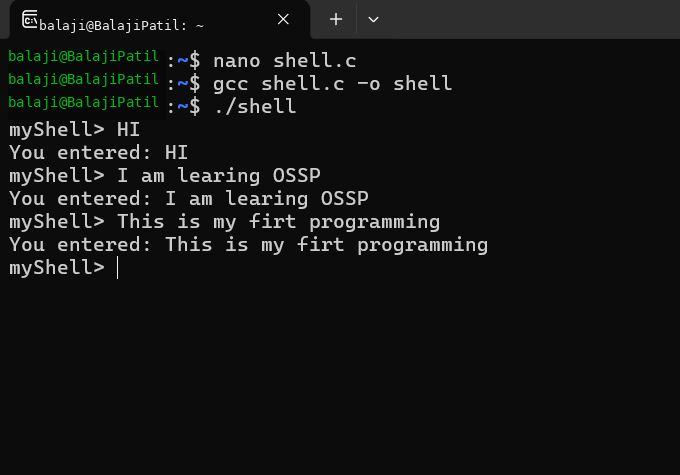 balaji@BalajiPatil: ~
balaji@BalajiPatil:~$ nano shell.c
balaji@BalajiPatil:~$ gcc shell.c -o shell
balaji@BalajiPatil:~$ ./shell
myShell> HI
You entered: HI
myShell> I am learing OSSP
You entered: I am learing OSSP
myShell> This is my firt programming
You entered: This is my firt programming
myShell>